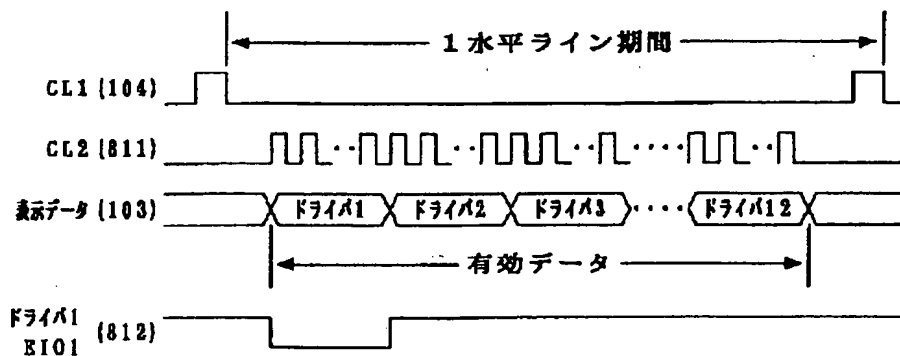 1水平ライン期間
CL1 (104)
CL2 (811)
表示データ (103) ドライバ1 ドライバ2 ドライバ3 ドライバ12
有効データ
ドライバ1
EIO1 (812)